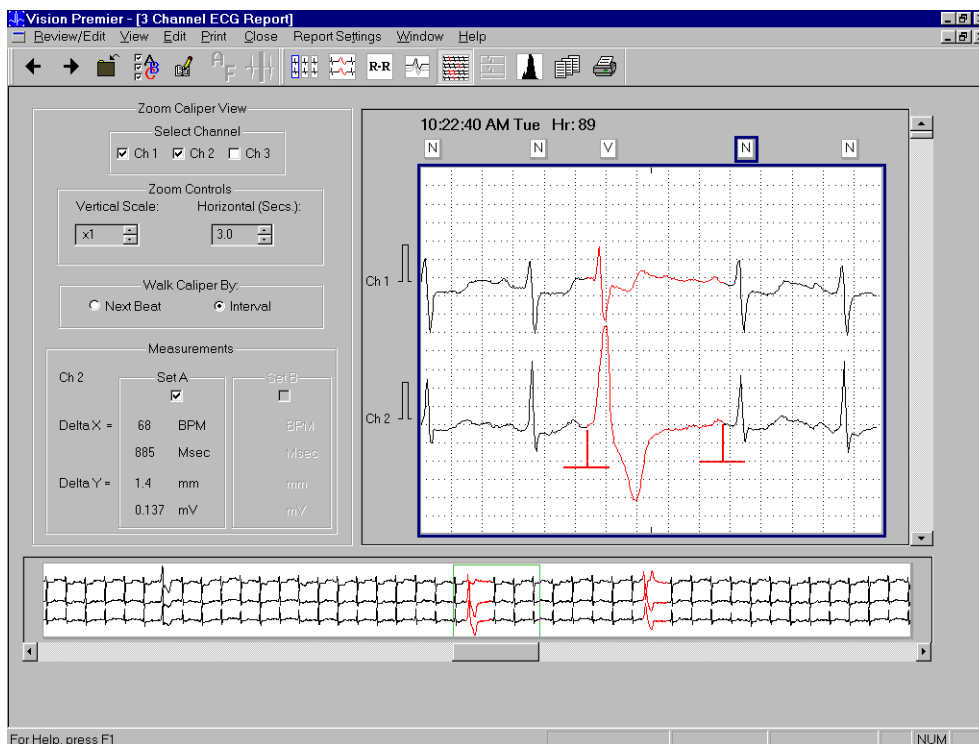 Vision Premier - [3 Channel ECG Report]
Review/Edit View Edit Print Close Report Settings Window Help
A B C A F R-R
Zoom Caliper View
Select Channel
Ch 1 Ch 2 Ch 3
Zoom Controls
Vertical Scale: Horizontal (Secs.):
x1 3.0
Walk Caliper By:
Next Beat Interval
Measurements
Ch 2 Set A Set B
Delta X = 68 BPM BPM
885 Msec Msec
Delta Y = 1.4 mm mm
0.137 mV mV
10:22:40 AM Tue Hr: 89
N N V N N
Ch 1
Ch 2
For Help, press F1 NUM